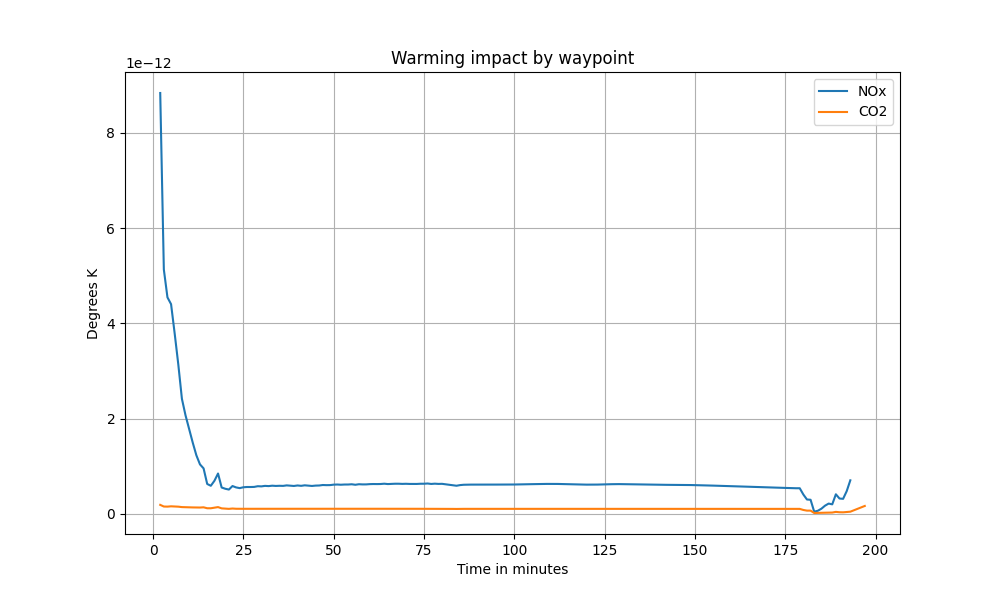 Warming impact by waypoint
1e−12
NOx
CO2
8
6
4
2
0
Degrees K
0 25 50 75 100 125 150 175 200
Time in minutes